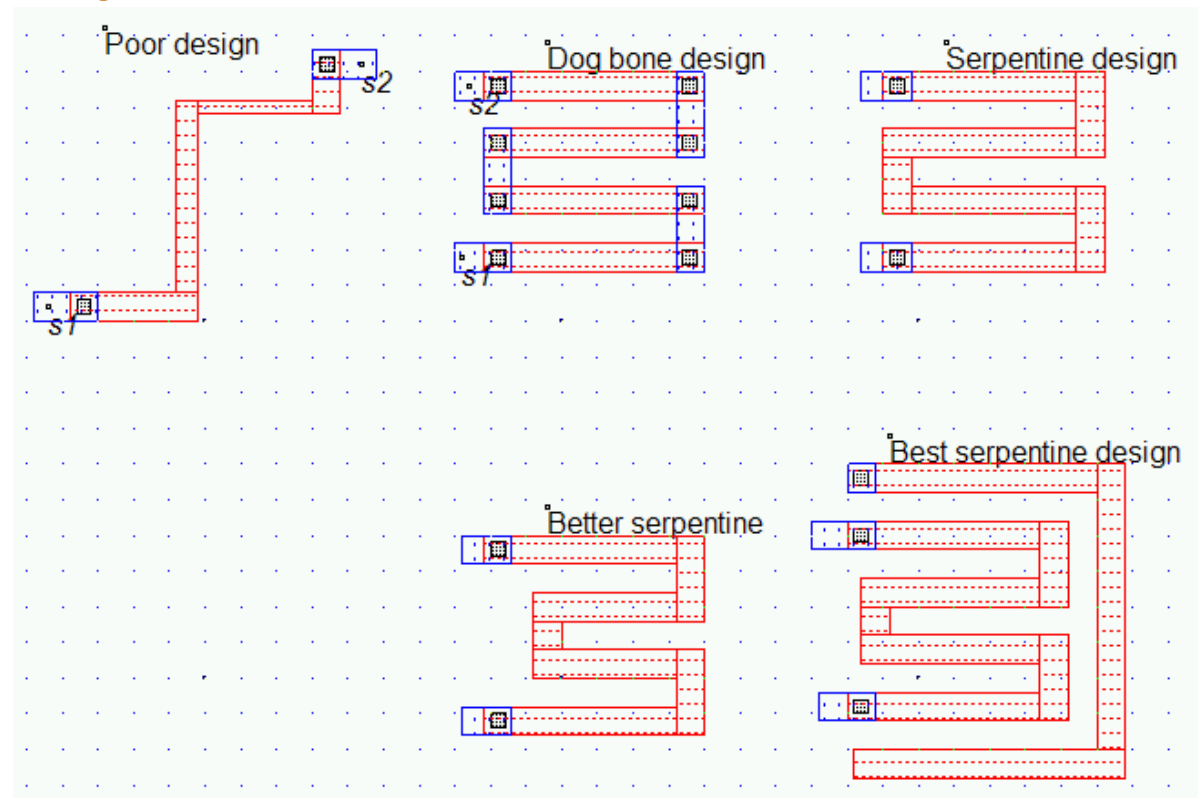 Poor design
s2
s1
Dog bone design
s2
s1
Serpentine design
Better serpentine
Best serpentine design